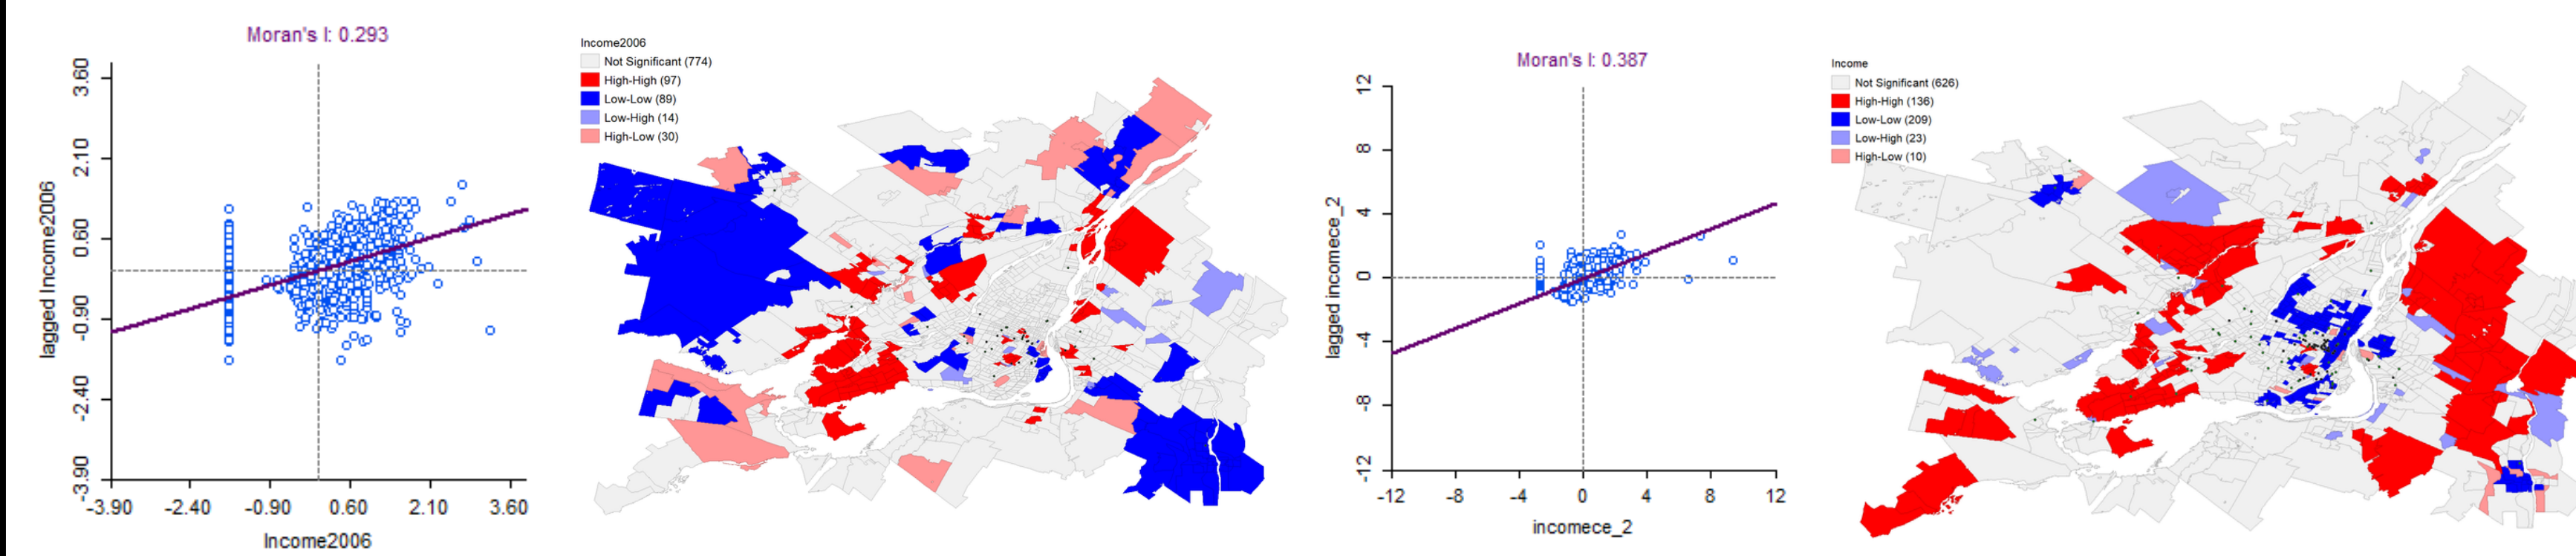 Moran's I: 0.293
3.60
2.10
0.60
-0.90
-2.40
-3.90
lagged Income2006
-3.90 -2.40 -0.90 0.60 2.10 3.60
Income2006
Income2006
Not Significant (774)
High-High (97)
Low-Low (89)
Low-High (14)
High-Low (30)
Moran's I: 0.387
12
8
4
0
-4
-8
-12
lagged incomece_2
-12 -8 -4 0 4 8 12
incomece_2
Income
Not Significant (626)
High-High (136)
Low-Low (209)
Low-High (23)
High-Low (10)